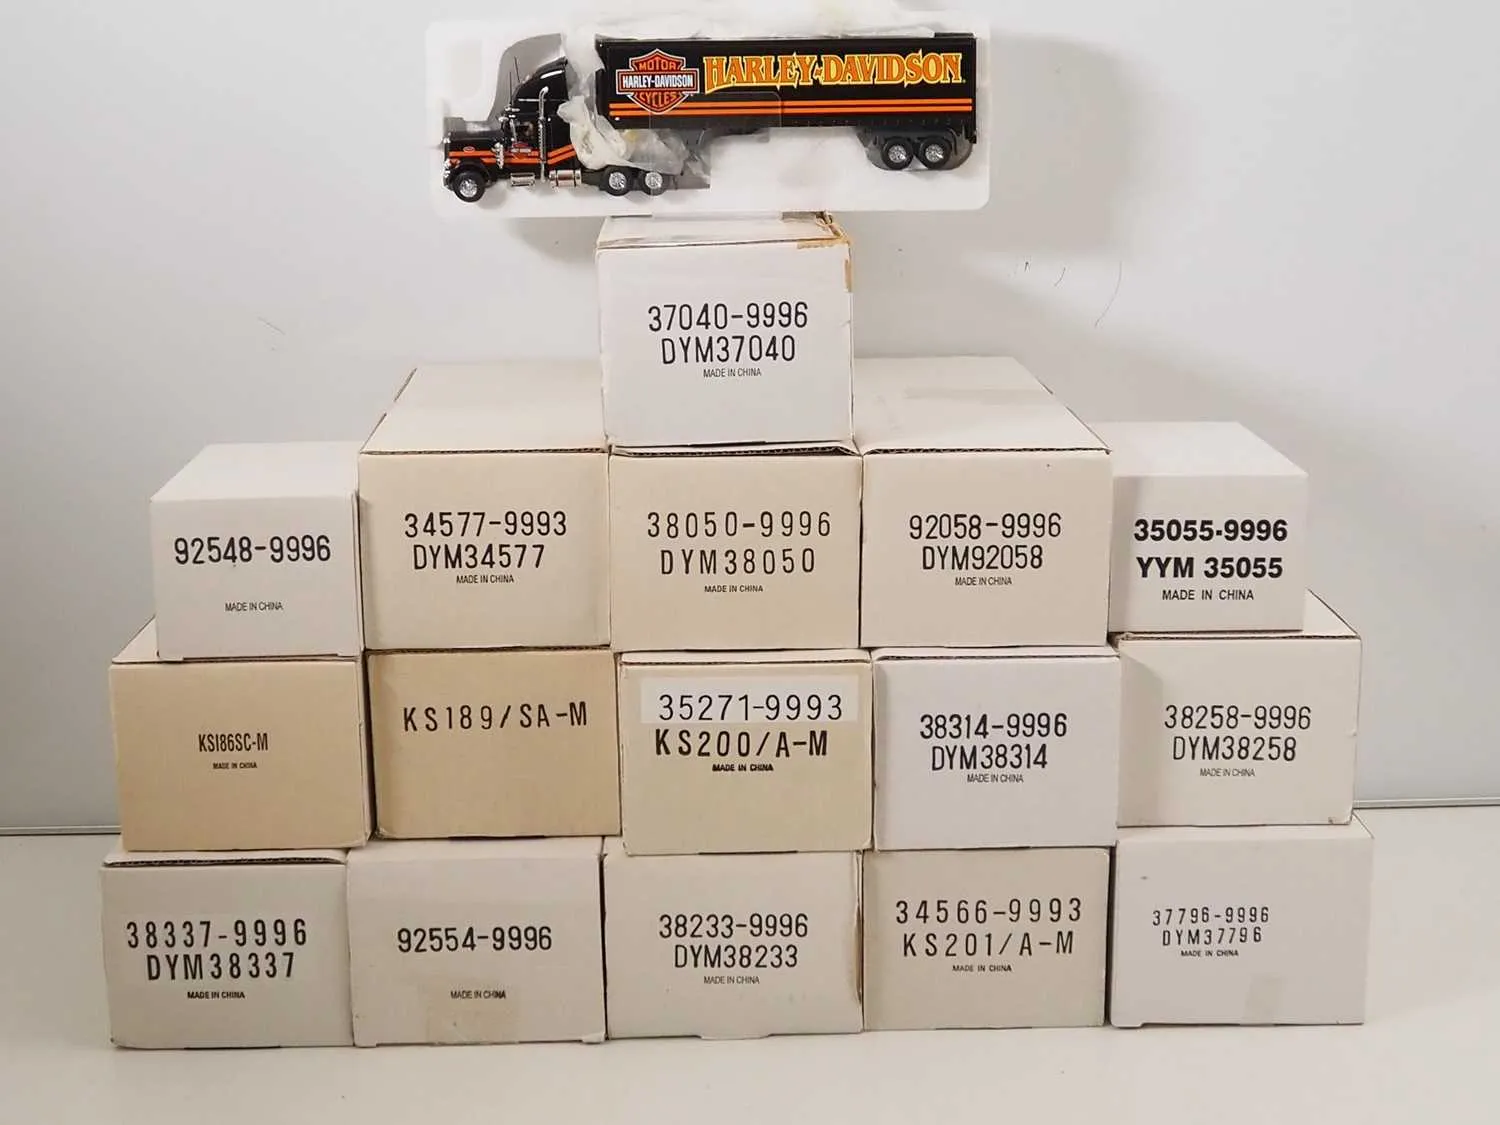 MOTOR
HARLEY-DAVIDSON
CYCLES
HARLEY-DAVIDSON
37040-9996
DYM37040
MADE IN CHINA
92548-9996
MADE IN CHINA
34577-9993
DYM34577
MADE IN CHINA
38050-9996
DYM38050
MADE IN CHINA
92058-9996
DYM92058
MADE IN CHINA
35055-9996
YYM 35055
MADE IN CHINA
KS186SC-M
MADE IN CHINA
KS189/SA-M
35271-9993
KS200/A-M
MADE IN CHINA
38314-9996
DYM38314
MADE IN CHINA
38258-9996
DYM38258
MADE IN CHINA
38337-9996
DYM38337
MADE IN CHINA
92554-9996
MADE IN CHINA
38233-9996
DYM38233
MADE IN CHINA
34566-9993
KS201/A-M
MADE IN CHINA
37796-9996
DYM37796
MADE IN CHINA